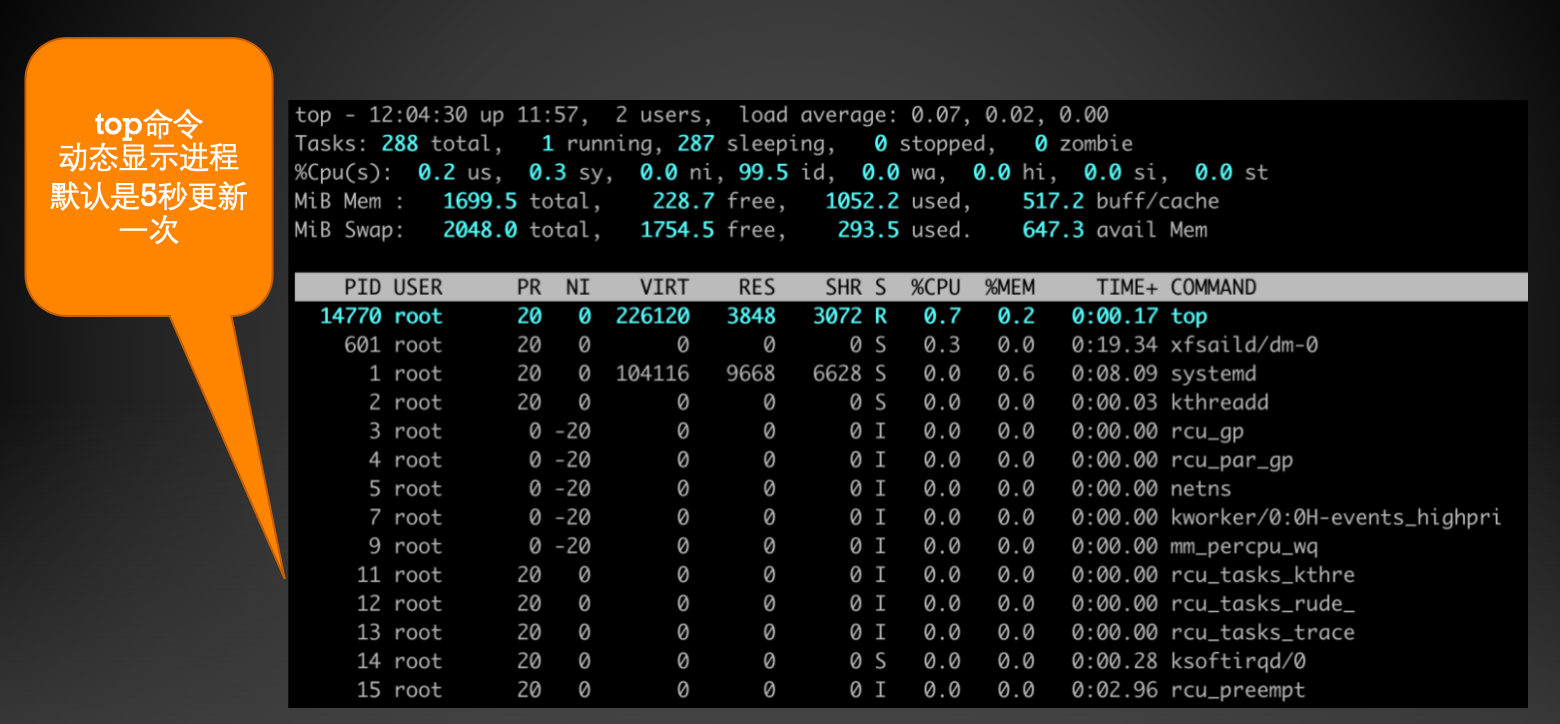 top命令
动态显示进程
默认是5秒更新
一次
top - 12:04:30 up 11:57,  2 users,  load average: 0.07, 0.02, 0.00
Tasks: 288 total,   1 running, 287 sleeping,   0 stopped,   0 zombie
%Cpu(s):  0.2 us,  0.3 sy,  0.0 ni, 99.5 id,  0.0 wa,  0.0 hi,  0.0 si,  0.0 st
MiB Mem :   1699.5 total,    228.7 free,   1052.2 used,    517.2 buff/cache
MiB Swap:   2048.0 total,   1754.5 free,    293.5 used.    647.3 avail Mem
PID USER      PR  NI    VIRT    RES    SHR S  %CPU  %MEM     TIME+ COMMAND
14770 root      20   0  226120   3848   3072 R   0.7   0.2   0:00.17 top
601 root      20   0       0      0      0 S   0.3   0.0   0:19.34 xfsaild/dm-0
1 root      20   0  104116   9668   6628 S   0.0   0.6   0:08.09 systemd
2 root      20   0       0      0      0 S   0.0   0.0   0:00.03 kthreadd
3 root       0 -20       0      0      0 I   0.0   0.0   0:00.00 rcu_gp
4 root       0 -20       0      0      0 I   0.0   0.0   0:00.00 rcu_par_gp
5 root       0 -20       0      0      0 I   0.0   0.0   0:00.00 netns
7 root       0 -20       0      0      0 I   0.0   0.0   0:00.00 kworker/0:0H-events_highpri
9 root       0 -20       0      0      0 I   0.0   0.0   0:00.00 mm_percpu_wq
11 root      20   0       0      0      0 I   0.0   0.0   0:00.00 rcu_tasks_kthre
12 root      20   0       0      0      0 I   0.0   0.0   0:00.00 rcu_tasks_rude_
13 root      20   0       0      0      0 I   0.0   0.0   0:00.00 rcu_tasks_trace
14 root      20   0       0      0      0 S   0.0   0.0   0:00.28 ksoftirqd/0
15 root      20   0       0      0      0 I   0.0   0.0   0:02.96 rcu_preempt